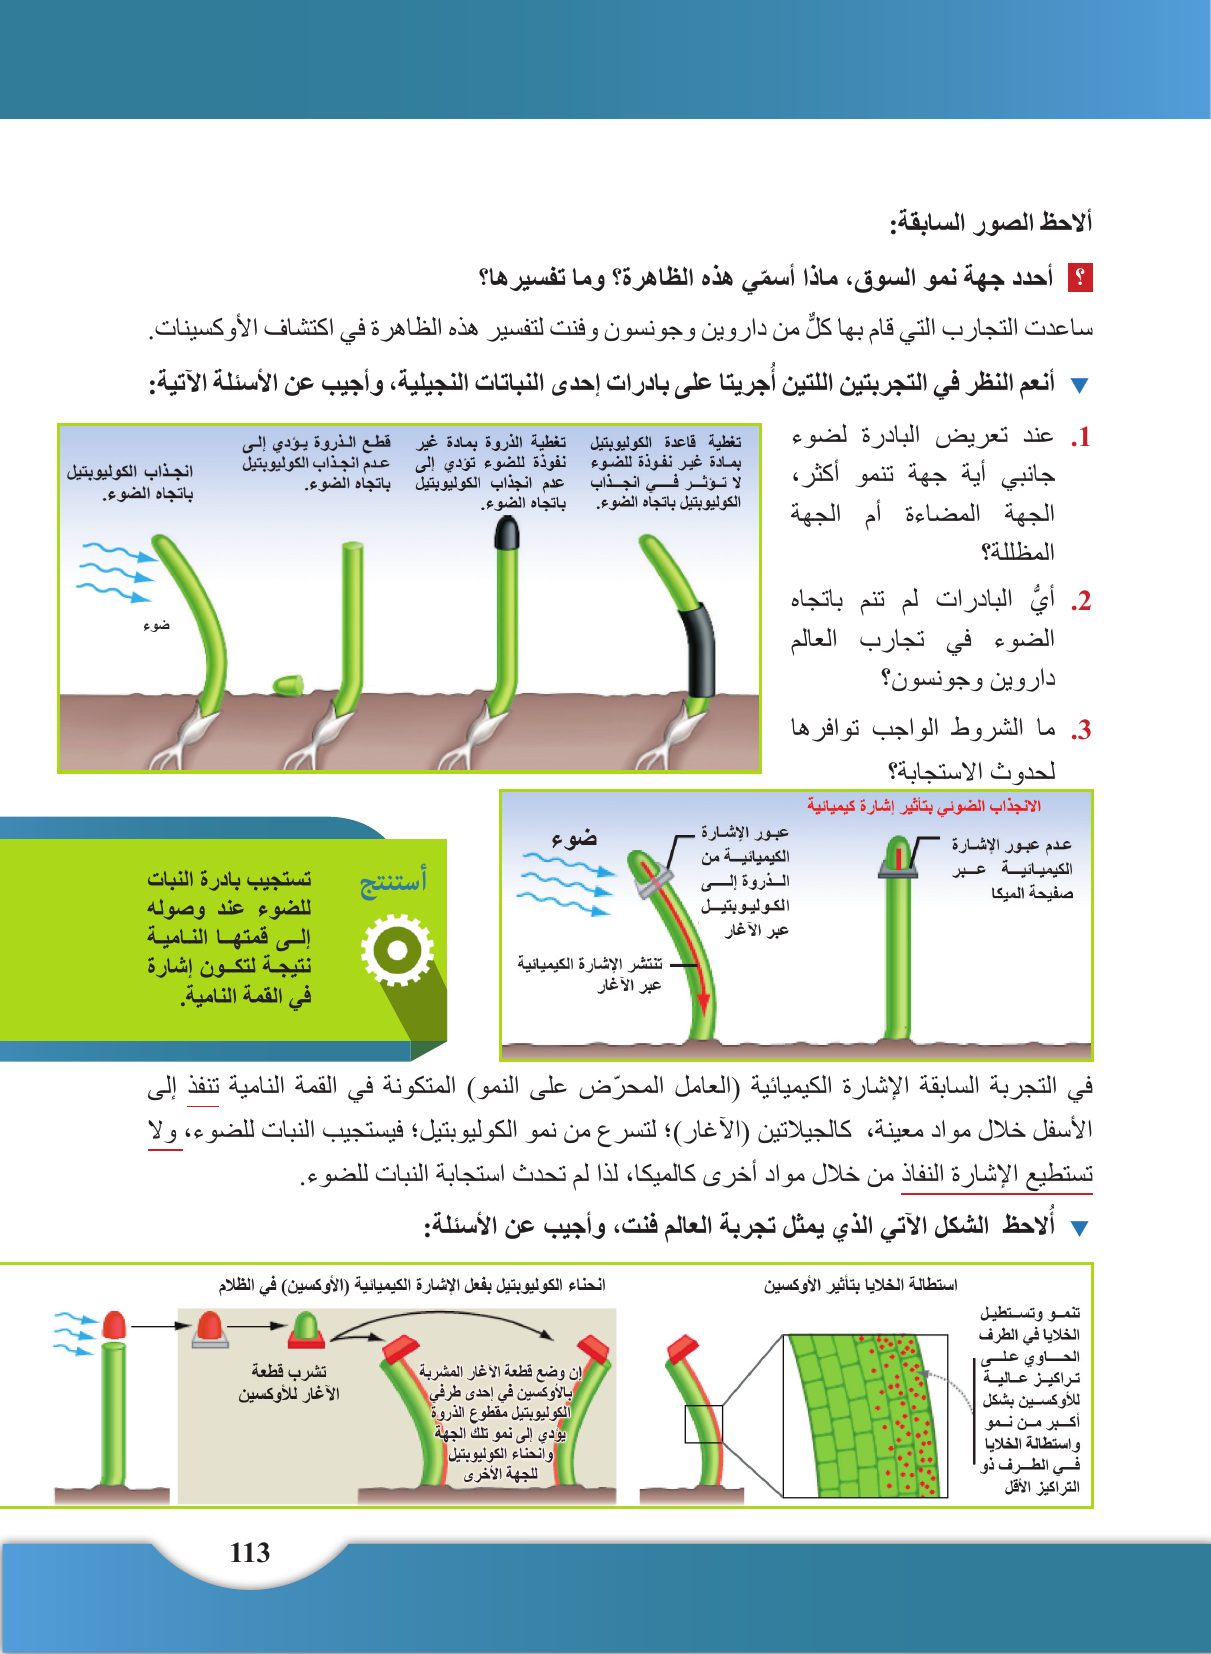 ألاحظ الصور السابقة:
؟ أحدد جهة نمو السوق، ماذا أسمّي هذه الظاهرة؟ وما تفسيرها؟
ساعدت التجارب التي قام بها كلٌّ من داروين وجونسون وفنت لتفسير هذه الظاهرة في اكتشاف الأوكسينات.
أنعم النظر في التجربتين اللتين أُجريتا على بادرات إحدى النباتات النجيلية، وأجيب عن الأسئلة الآتية:
1. عند تعريض البادرة لضوء
جانبي أية جهة تنمو أكثر،
الجهة المضاءة أم الجهة
المظللة؟
2. أيُّ البادرات لم تنم باتجاه
الضوء في تجارب العالم
داروين وجونسون؟
3. ما الشروط الواجب توافرها
لحدوث الاستجابة؟
تغطية قاعدة الكوليوبتيل
بمادة غير نفوذة للضوء
لا تؤثر في انجذاب
الكوليوبتيل باتجاه الضوء.
تغطية الذروة بمادة غير
نفوذة للضوء تؤدي إلى
عدم انجذاب الكوليوبتيل
باتجاه الضوء.
قطع الذروة يؤدي إلى
عدم انجذاب الكوليوبتيل
باتجاه الضوء.
انجذاب الكوليوبتيل
باتجاه الضوء.
ضوء
الانجذاب الضوئي بتأثير إشارة كيميائية
عدم عبور الإشارة
الكيميائية عبر
صفيحة الميكا
عبور الإشارة
الكيميائية من
الذروة إلى
الكوليوبتيل
عبر الآغار
ضوء
تنتشر الإشارة الكيميائية
عبر الآغار
أستنتج
تستجيب بادرة النبات
للضوء عند وصوله
إلى قمتها النامية
نتيجة لتكون إشارة
في القمة النامية.
في التجربة السابقة الإشارة الكيميائية (العامل المحرّض على النمو) المتكونة في القمة النامية تنفذ إلى
الأسفل خلال مواد معينة، كالجيلاتين (الآغار)؛ لتسرع من نمو الكوليوبتيل؛ فيستجيب النبات للضوء، ولا
تستطيع الإشارة النفاذ من خلال مواد أخرى كالميكا، لذا لم تحدث استجابة النبات للضوء.
أُلاحظ الشكل الآتي الذي يمثل تجربة العالم فنت، وأجيب عن الأسئلة:
استطالة الخلايا بتأثير الأوكسين
انحناء الكوليوبتيل بفعل الإشارة الكيميائية (الأوكسين) في الظلام
تنمو وتستطيل
الخلايا في الطرف
الحاوي على
تراكيز عالية
للأوكسين بشكل
أكبر من نمو
واستطالة الخلايا
في الطرف ذو
التراكيز الأقل
إن وضع قطعة الآغار المشربة
بالأوكسين في إحدى طرفي
الكوليوبتيل مقطوع الذروة
يؤدي إلى نمو تلك الجهة
وانحناء الكوليوبتيل
للجهة الأخرى
تشرب قطعة
الآغار للأوكسين
113